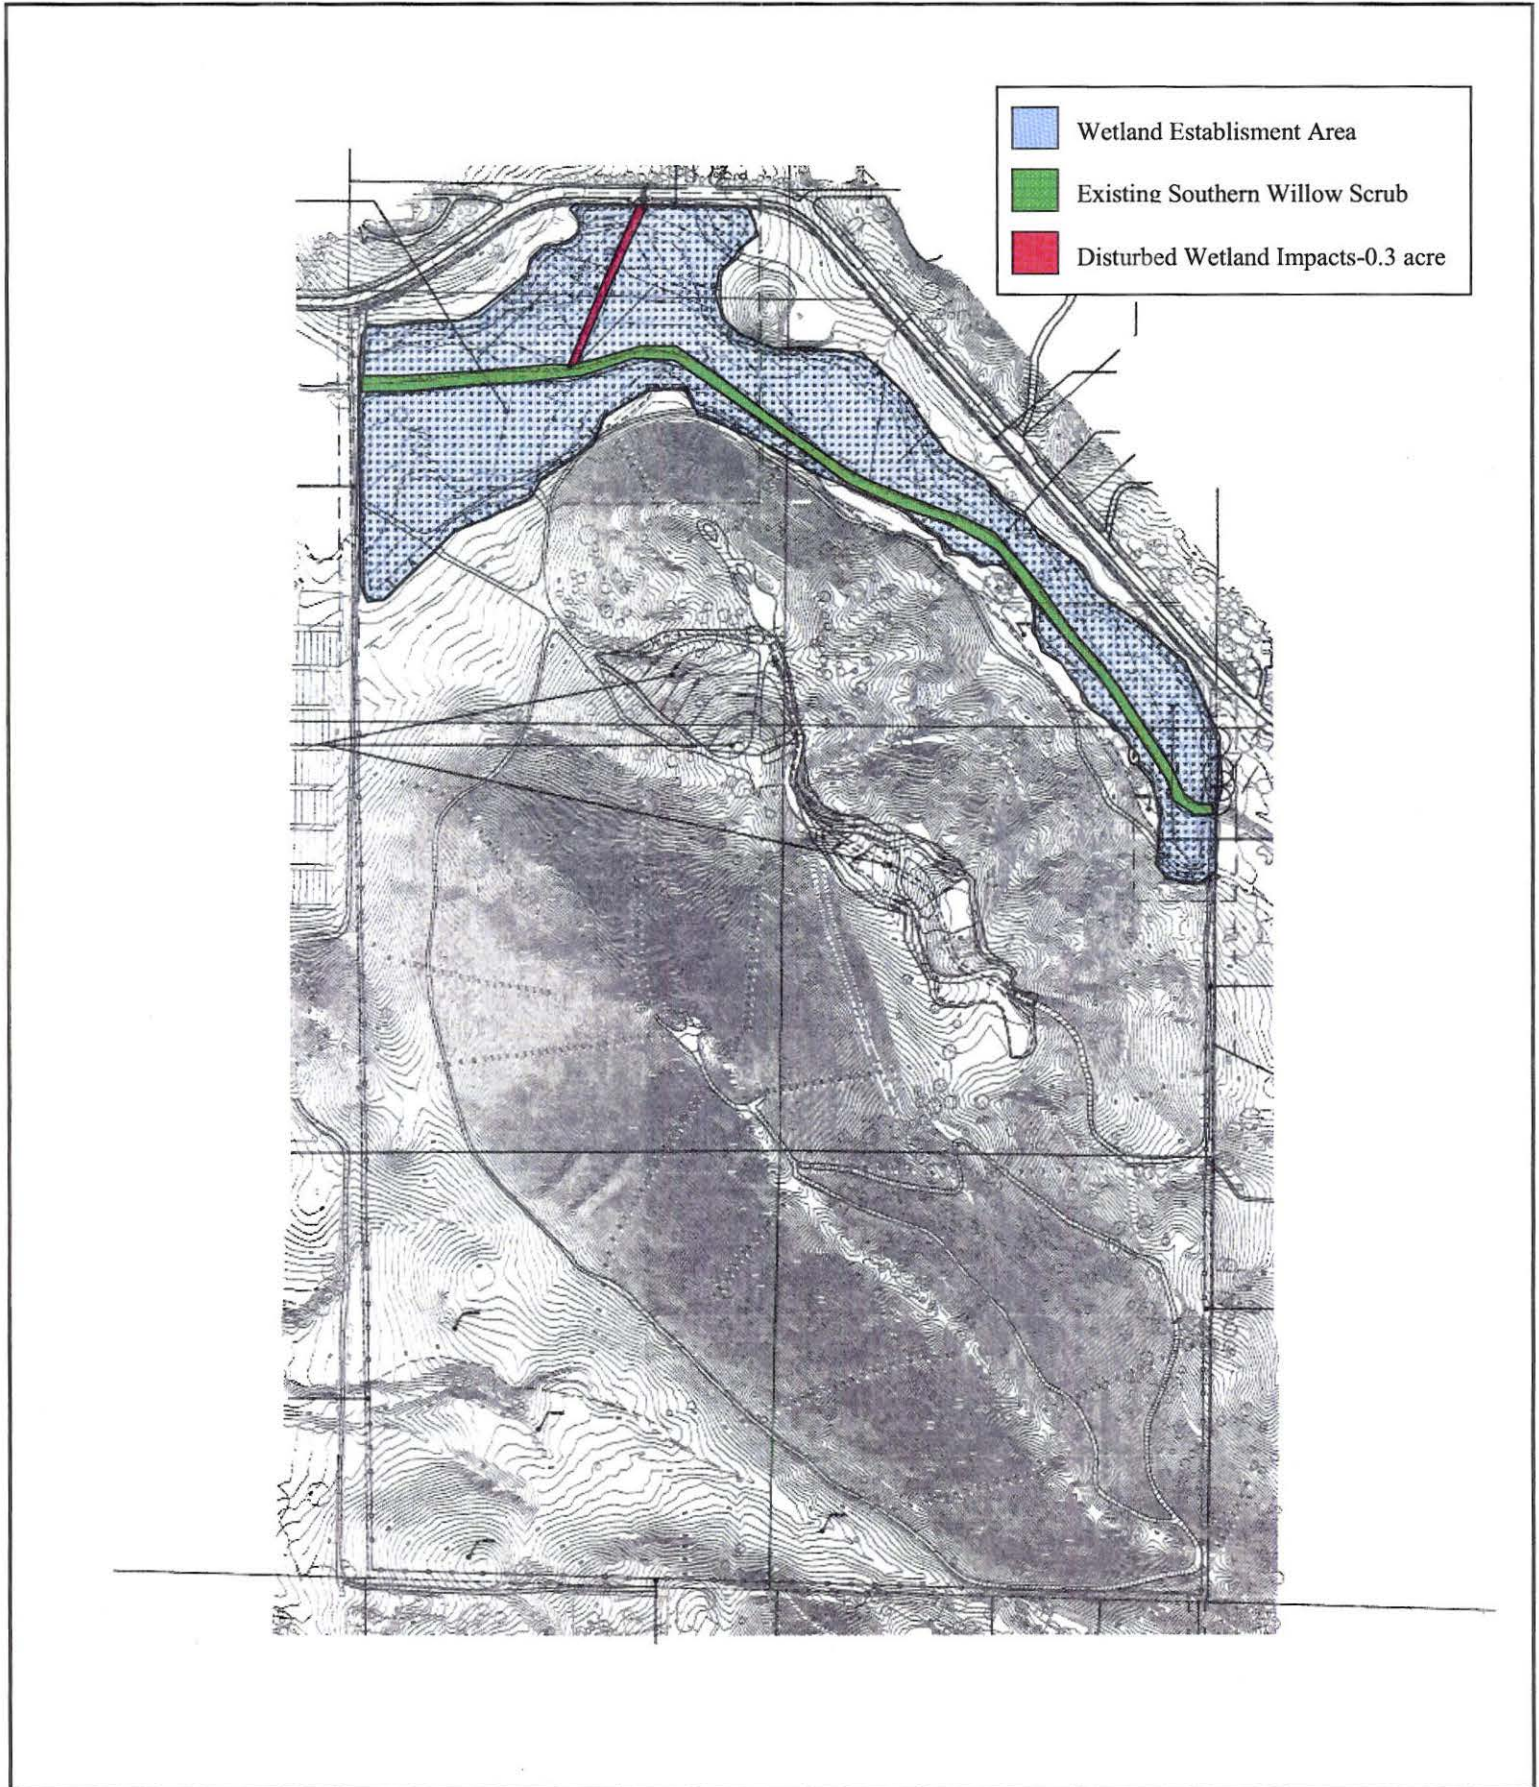 Wetland Establisment Area
Existing Southern Willow Scrub
Disturbed Wetland Impacts-0.3 acre